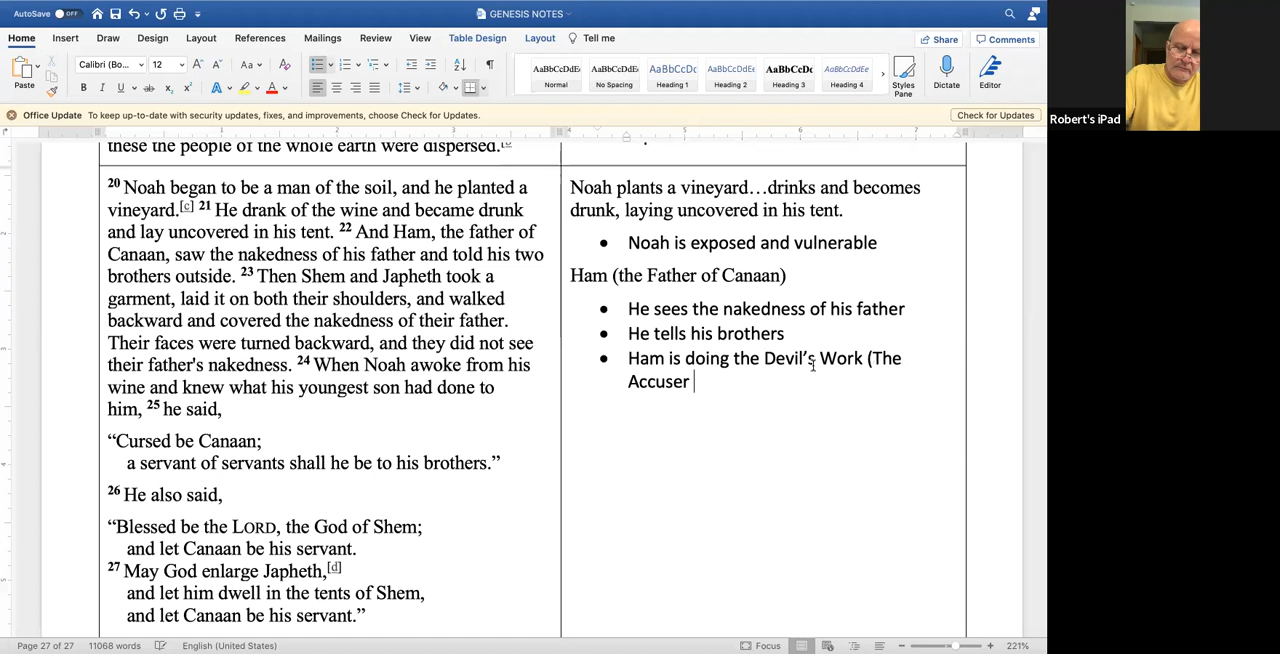 AutoSave OFF GENESIS NOTES
Home Insert Draw Design Layout References Mailings Review View Table Design Layout Tell me Share Comments
Paste Calibri (Bo... 12 Aa AaBbCcDdEe Normal AaBbCcDdEe No Spacing AaBbCcDc Heading 1 AaBbCcDdEe Heading 2 AaBbCcDc Heading 3 AaBbCcDdEe Heading 4 Styles Pane Dictate Editor
Office Update To keep up-to-date with security updates, fixes, and improvements, choose Check for Updates. Check for Updates
Robert's iPad
1 2 3 4 5 6 7
these the people of the whole earth were dispersed.
20 Noah began to be a man of the soil, and he planted a
vineyard.[c] 21 He drank of the wine and became drunk
and lay uncovered in his tent. 22 And Ham, the father of
Canaan, saw the nakedness of his father and told his two
brothers outside. 23 Then Shem and Japheth took a
garment, laid it on both their shoulders, and walked
backward and covered the nakedness of their father.
Their faces were turned backward, and they did not see
their father's nakedness. 24 When Noah awoke from his
wine and knew what his youngest son had done to
him, 25 he said,
“Cursed be Canaan;
a servant of servants shall he be to his brothers.”
26 He also said,
“Blessed be the LORD, the God of Shem;
and let Canaan be his servant.
27 May God enlarge Japheth,[d]
and let him dwell in the tents of Shem,
and let Canaan be his servant.”
Noah plants a vineyard…drinks and becomes
drunk, laying uncovered in his tent.
• Noah is exposed and vulnerable
Ham (the Father of Canaan)
• He sees the nakedness of his father
• He tells his brothers
• Ham is doing the Devil’s Work (The
Accuser
Page 27 of 27 11068 words English (United States) Focus 221%